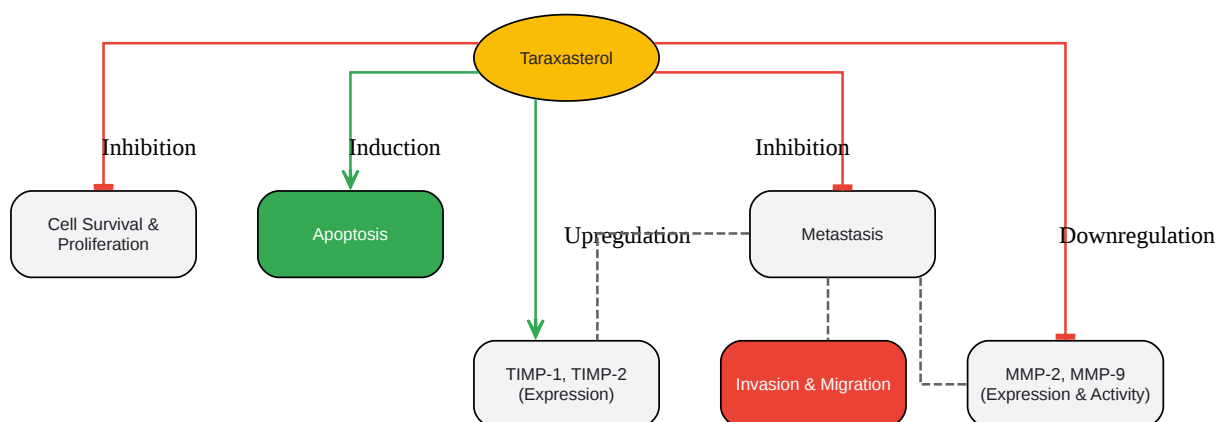 Taraxasterol
Inhibition
Induction
Inhibition
Cell Survival &
Proliferation
Apoptosis
Upregulation
Metastasis
Downregulation
TIMP-1, TIMP-2
(Expression)
Invasion & Migration
MMP-2, MMP-9
(Expression & Activity)